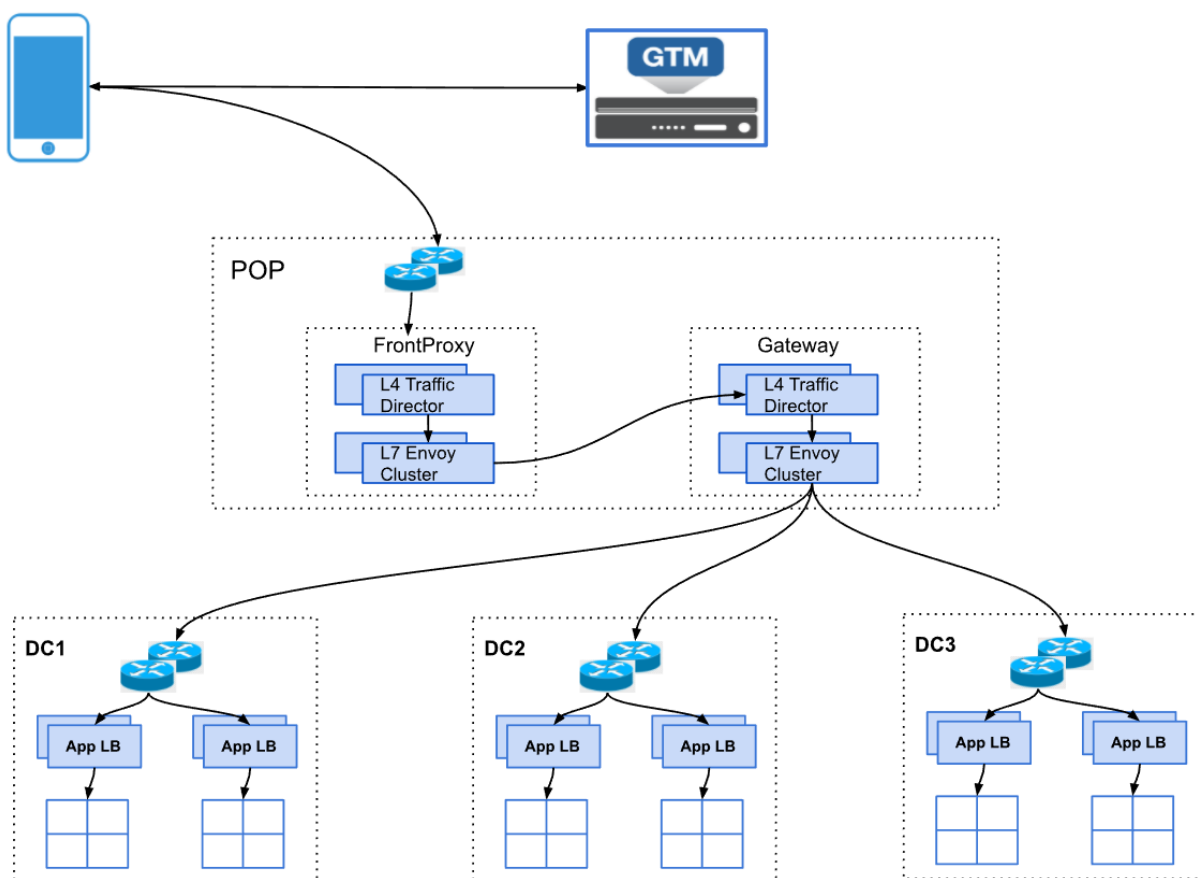 GTM
POP
FrontProxy
L4 Traffic
Director
L7 Envoy
Cluster
Gateway
L4 Traffic
Director
L7 Envoy
Cluster
DC1
App LB
App LB
DC2
App LB
App LB
DC3
App LB
App LB